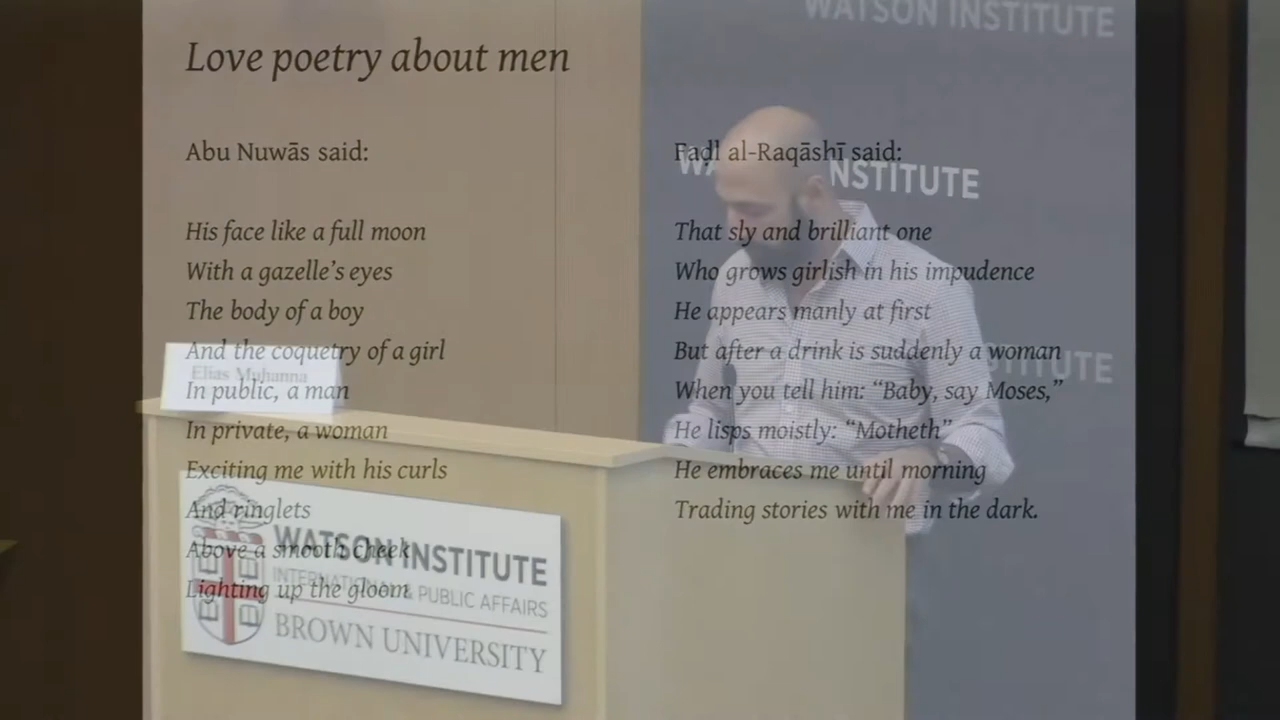 WATSON INSTITUTE
Love poetry about men
Abu Nuwās said:
His face like a full moon
With a gazelle's eyes
The body of a boy
And the coquetry of a girl
In public, a man
In private, a woman
Exciting me with his curls
And ringlets
Above a smooth cheek
Lighting up the gloom
Faḍl al-Raqāshī said:
That sly and brilliant one
Who grows girlish in his impudence
He appears manly at first
But after a drink is suddenly a woman
When you tell him: “Baby, say Moses,”
He lisps moistly: “Motheth”
He embraces me until morning
Trading stories with me in the dark.
WA NSTITUTE
STITUTE
Elias Muhanna
WATSON INSTITUTE
INTERNATIONAL & PUBLIC AFFAIRS
BROWN UNIVERSITY